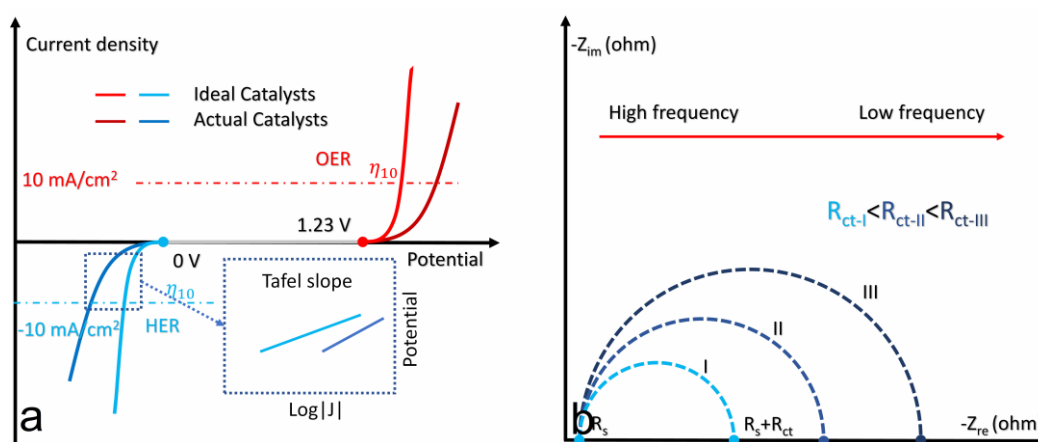 Current density
Ideal Catalysts
Actual Catalysts
OER
η10
10 mA/cm²
1.23 V
Potential
0 V
η10
-10 mA/cm²
HER
Tafel slope
Potential
Log|J|
a
-Zim (ohm)
High frequency
Low frequency
Rct-I<Rct-II<Rct-III
III
II
I
b
Rs
Rs+Rct
-Zre (ohm)